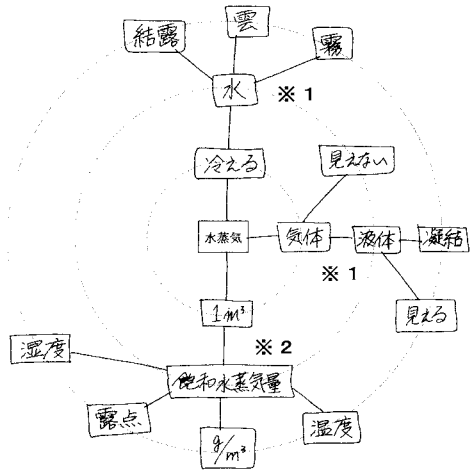 雲
結露
霧
水
※1
冷える
見えない
水蒸気
気体
液体
凝結
※1
1m³
見える
※2
湿度
飽和水蒸気量
露点
g/m³
温度